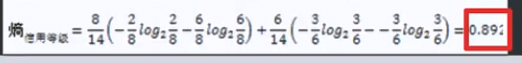 熵信用等级 = 8/14(-2/8 log₂ 2/8 - 6/8 log₂ 6/8) + 6/14(-3/6 log₂ 3/6 - -3/6 log₂ 3/6) = 0.892